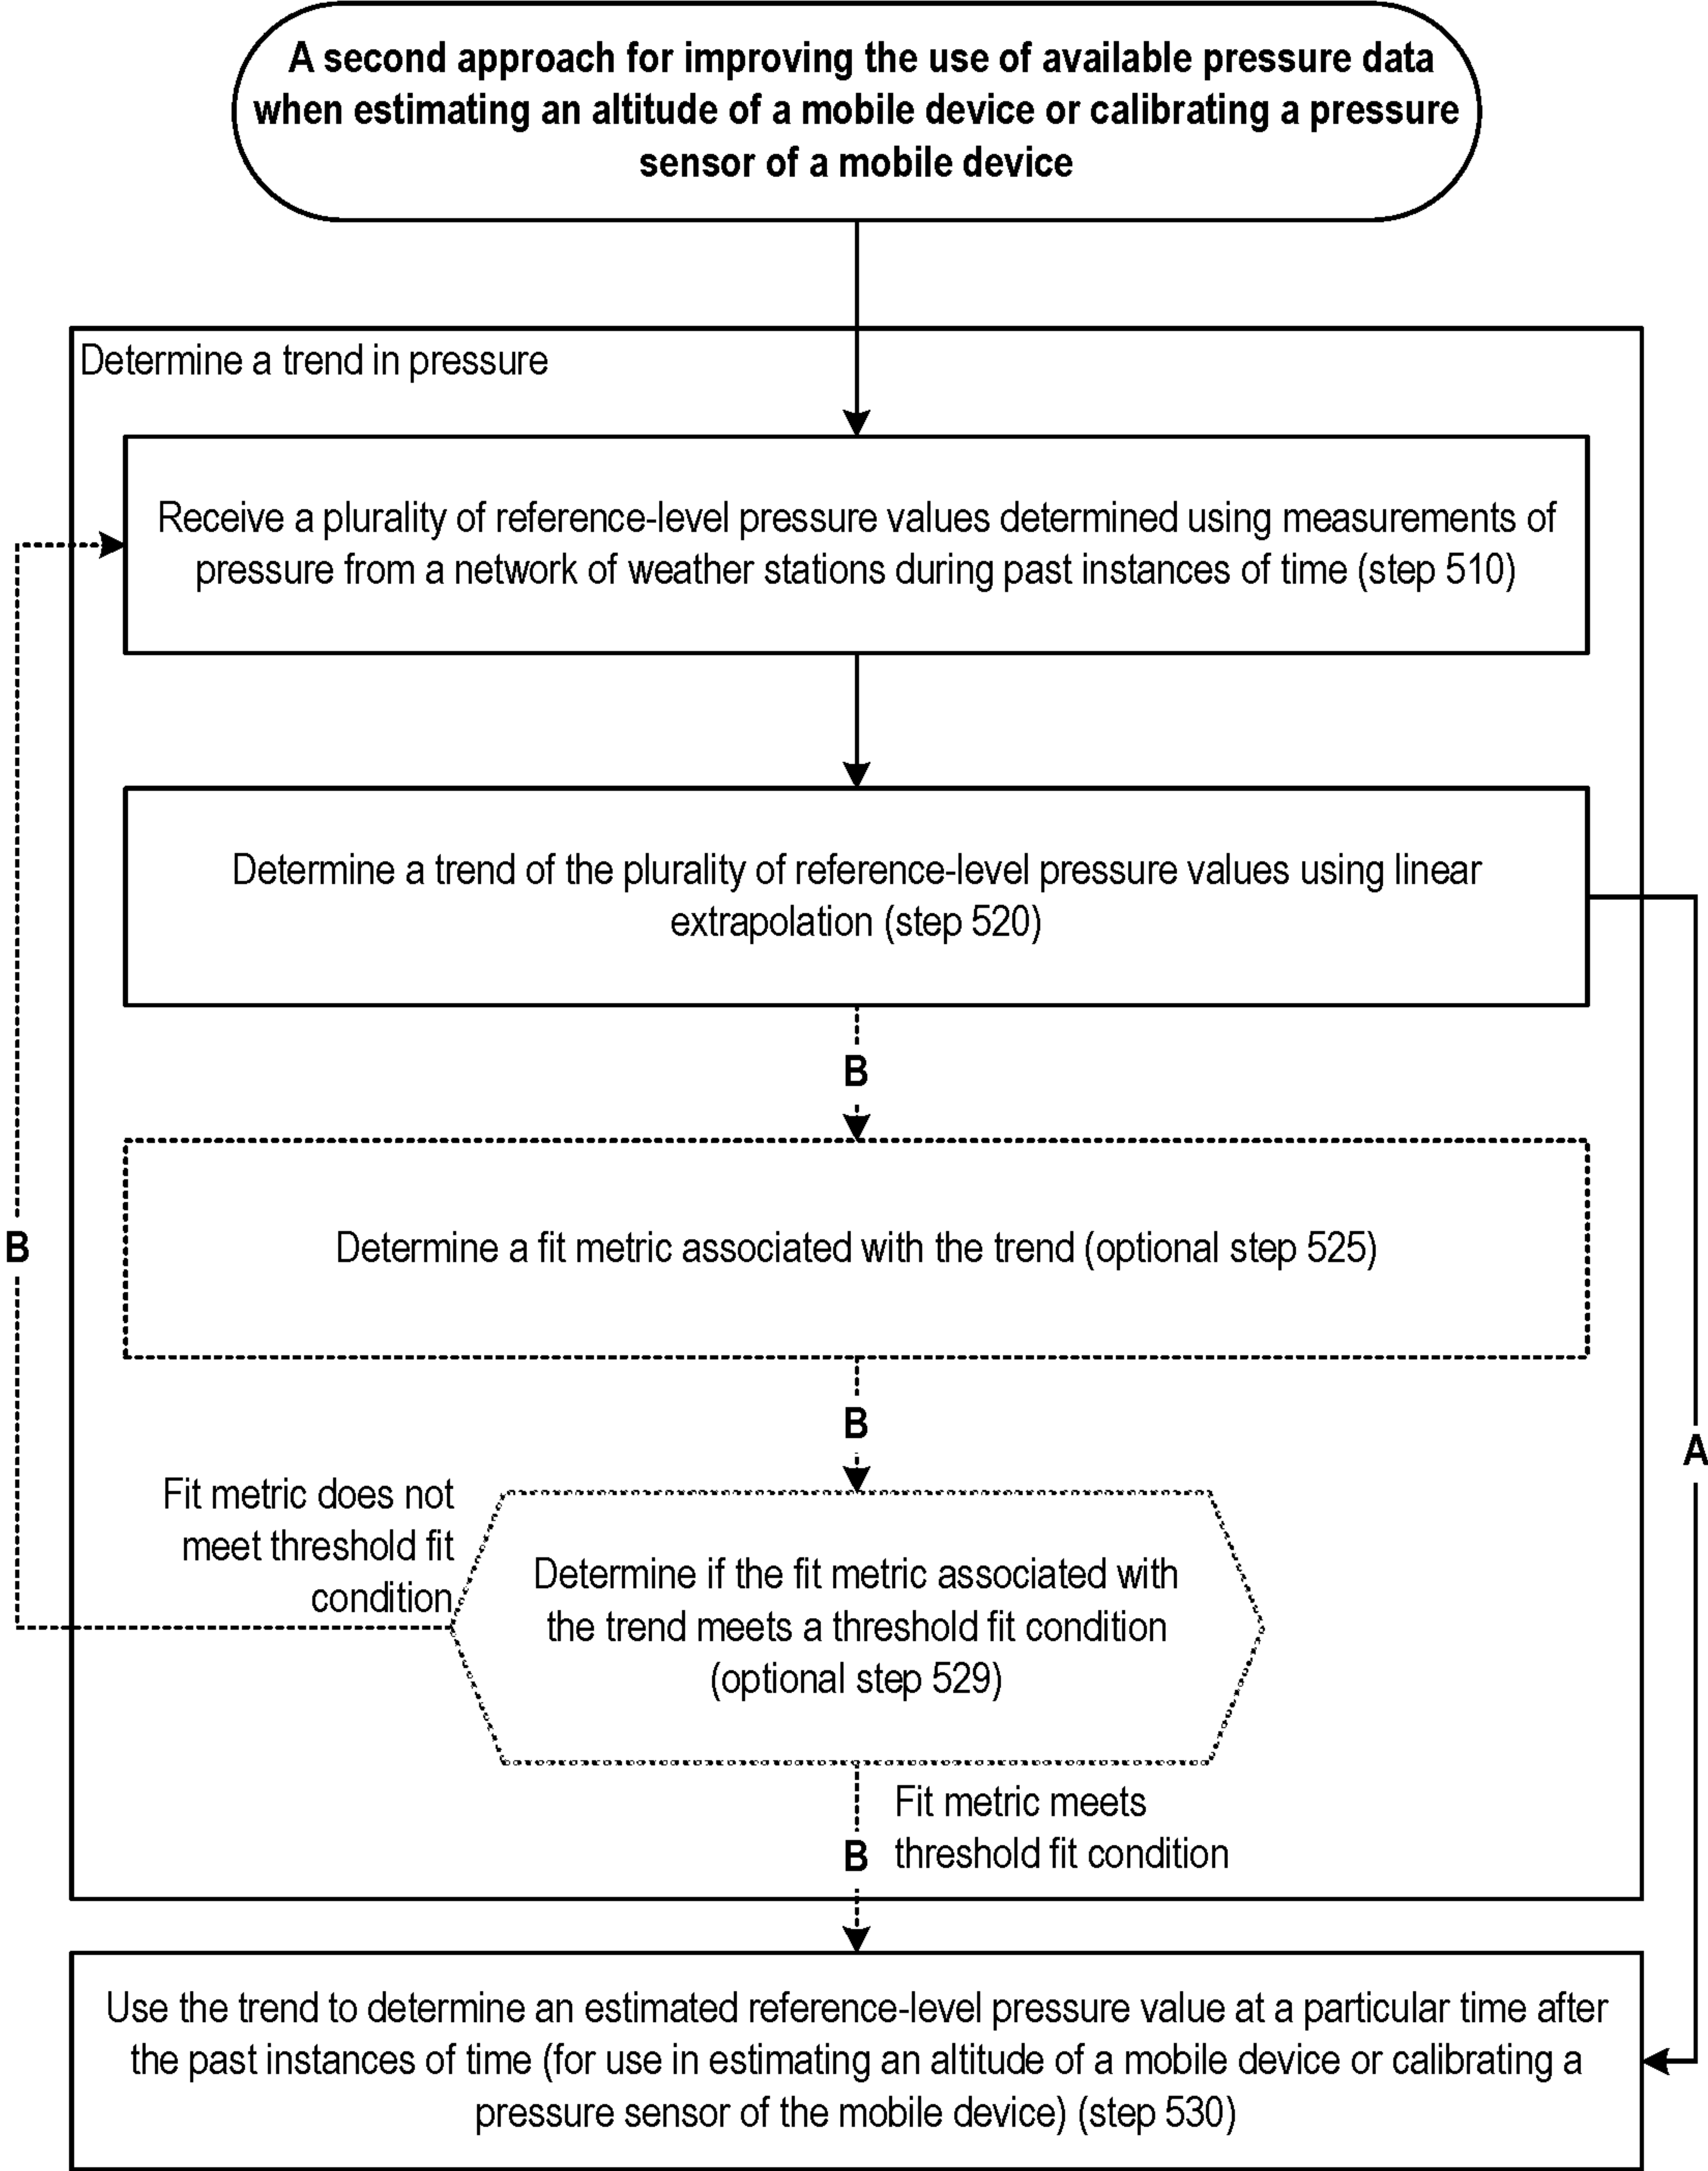 A second approach for improving the use of available pressure data
when estimating an altitude of a mobile device or calibrating a pressure
sensor of a mobile device
Determine a trend in pressure
Receive a plurality of reference-level pressure values determined using measurements of
pressure from a network of weather stations during past instances of time (step 510)
Determine a trend of the plurality of reference-level pressure values using linear
extrapolation (step 520)
B
Determine a fit metric associated with the trend (optional step 525)
B
B
A
Fit metric does not
meet threshold fit
condition
Determine if the fit metric associated with
the trend meets a threshold fit condition
(optional step 529)
Fit metric meets
threshold fit condition
B
Use the trend to determine an estimated reference-level pressure value at a particular time after
the past instances of time (for use in estimating an altitude of a mobile device or calibrating a
pressure sensor of the mobile device) (step 530)